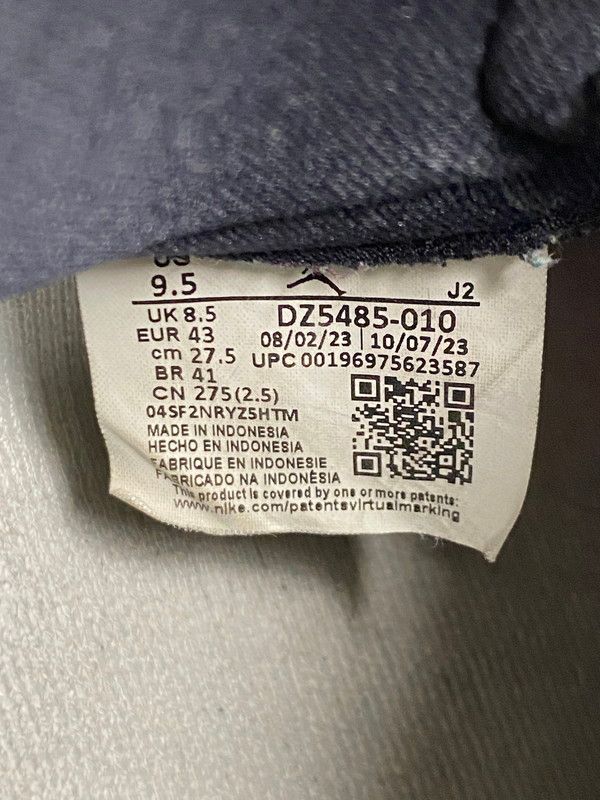 US
9.5
J2
UK 8.5
DZ5485-010
EUR 43
08/02/23 | 10/07/23
cm 27.5
UPC 00196975623587
BR 41
CN 275(2.5)
04SF2NRYZ5HTM
MADE IN INDONESIA
HECHO EN INDONESIA
FABRIQUE EN INDONESIE
FABRICADO NA INDONÉSIA
This product is covered by one or more patents:
www.nike.com/patentsvirtualmarking